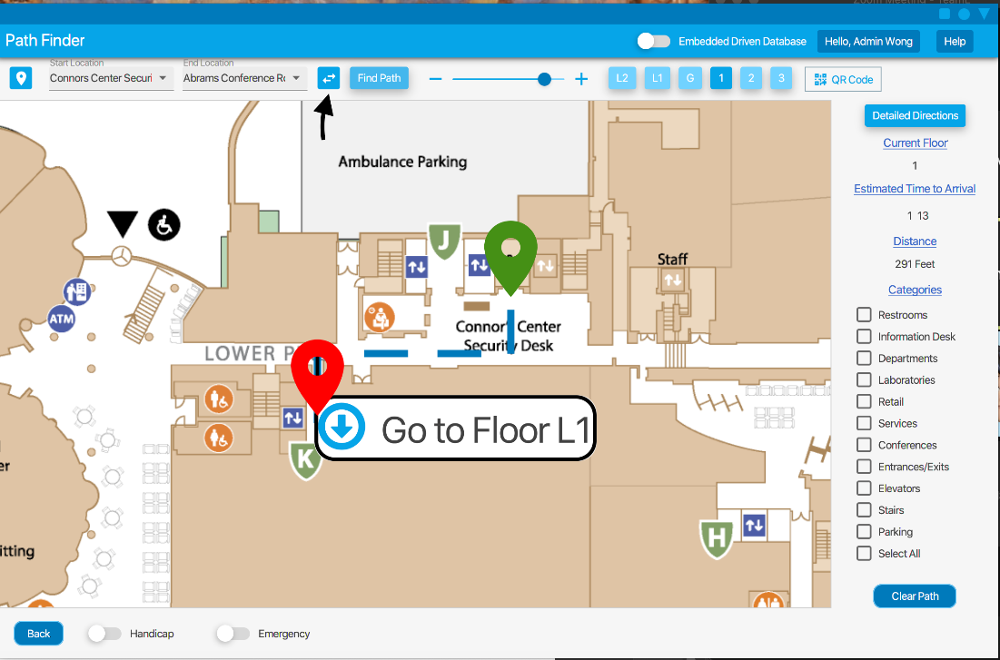 Path Finder
Embedded Driven Database
Hello, Admin Wong
Help
Start Location
End Location
Connors Center Securi
Abrams Conference Ro
Find Path
L2
L1
G
1
2
3
QR Code
Detailed Directions
Current Floor
1
Estimated Time to Arrival
1 13
Distance
291 Feet
Categories
Restrooms
Information Desk
Departments
Laboratories
Retail
Services
Conferences
Entrances/Exits
Elevators
Stairs
Parking
Select All
Clear Path
Ambulance Parking
J
Staff
ATM
Connor's Center
Security Desk
LOWER P
Go to Floor L1
K
H
er
itting
Back
Handicap
Emergency